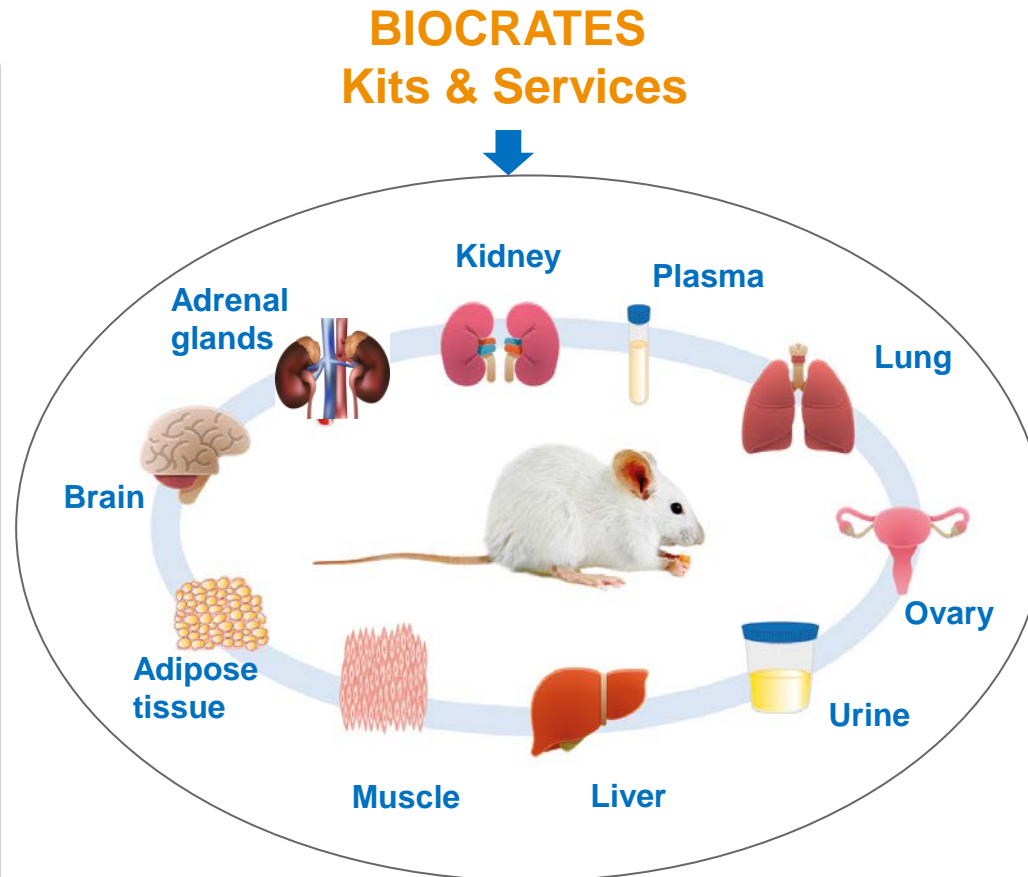 BIOCRATES
Kits & Services
Kidney
Plasma
Adrenal
glands
Lung
Brain
Ovary
Adipose
tissue
Urine
Muscle
Liver